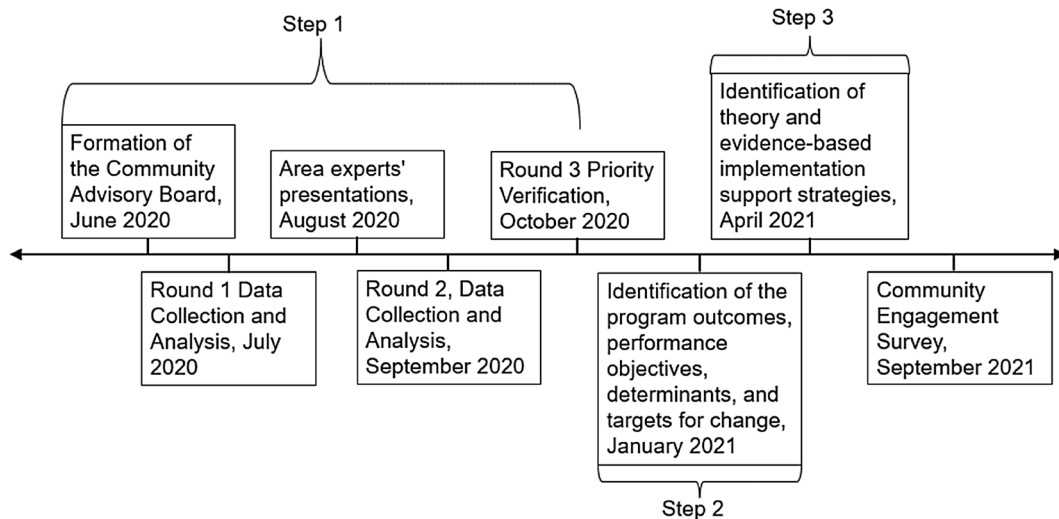 Step 1
Step 3
Formation of
the Community
Advisory Board,
June 2020
Area experts'
presentations,
August 2020
Round 3 Priority
Verification,
October 2020
Identification of
theory and
evidence-based
implementation
support strategies,
April 2021
Round 1 Data
Collection and
Analysis, July
2020
Round 2, Data
Collection and
Analysis,
September 2020
Identification of the
program outcomes,
performance
objectives,
determinants, and
targets for change,
January 2021
Community
Engagement
Survey,
September 2021
Step 2